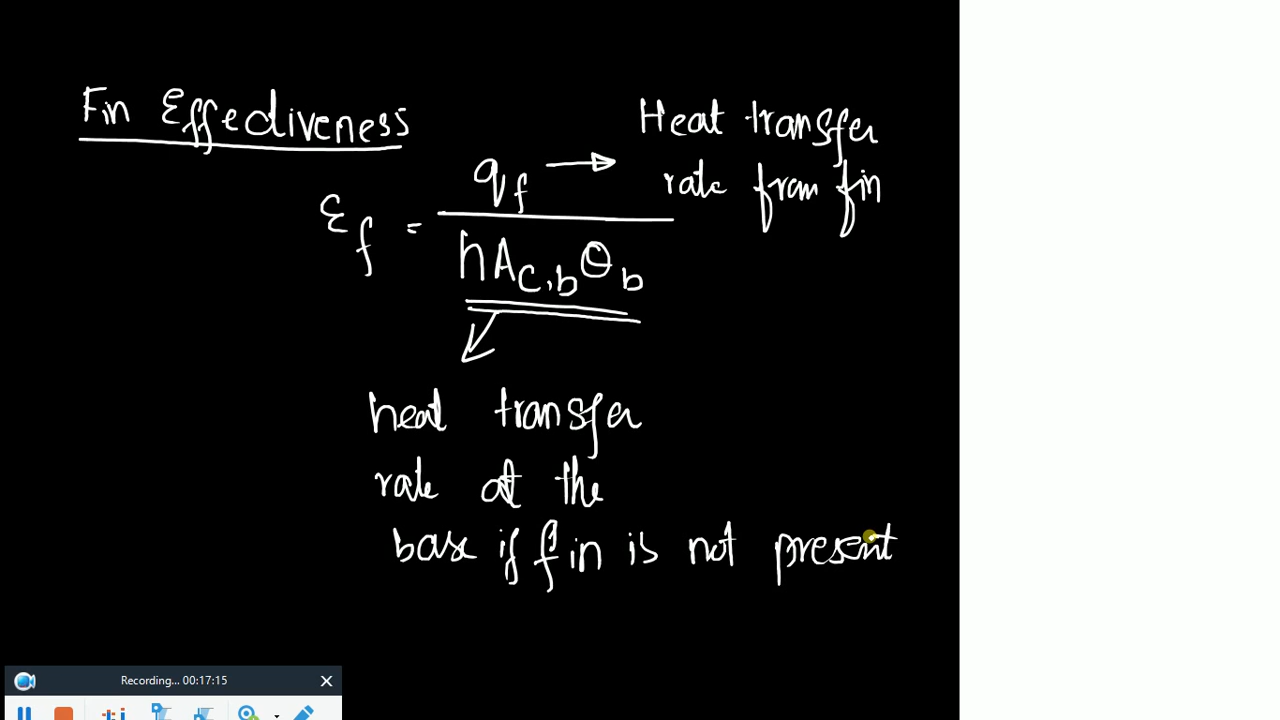 Fin Effectiveness
Heat transfer
rate from fin
εf = qf → / hAc,bθb
heat transfer
rate at the
base if fin is not present
Recording... 00:17:15